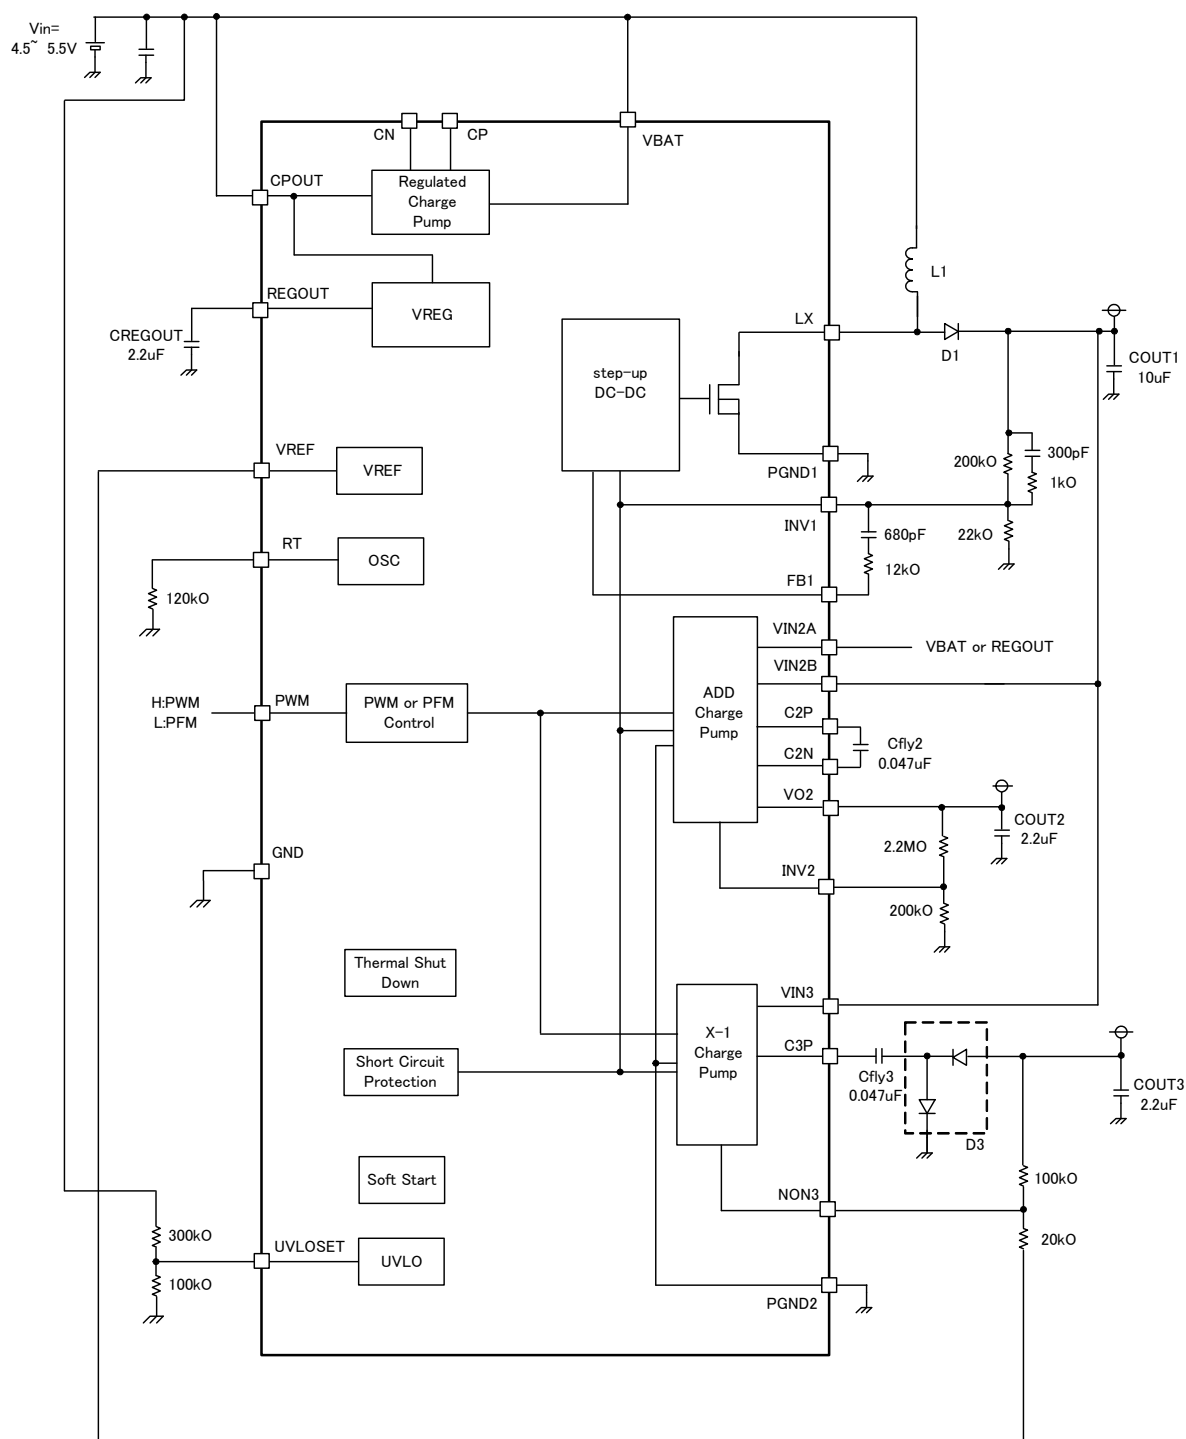 Vin=
4.5~ 5.5V
CN
CP
VBAT
CPOUT
Regulated
Charge
Pump
L1
REGOUT
VREG
CREGOUT
2.2uF
LX
D1
COUT1
10uF
step-up
DC-DC
VREF
VREF
PGND1
200kO
300pF
1kO
INV1
680pF
22kO
RT
OSC
12kO
FB1
120kO
VIN2A
VBAT or REGOUT
VIN2B
H:PWM
L:PFM
PWM
PWM or PFM
Control
ADD
Charge
Pump
C2P
C2N
Cfly2
0.047uF
VO2
COUT2
2.2uF
2.2MO
GND
INV2
200kO
Thermal Shut
Down
VIN3
X-1
Charge
Pump
C3P
Short Circuit
Protection
Cfly3
0.047uF
COUT3
2.2uF
D3
Soft Start
100kO
NON3
300kO
UVLOSET
UVLO
20kO
100kO
PGND2